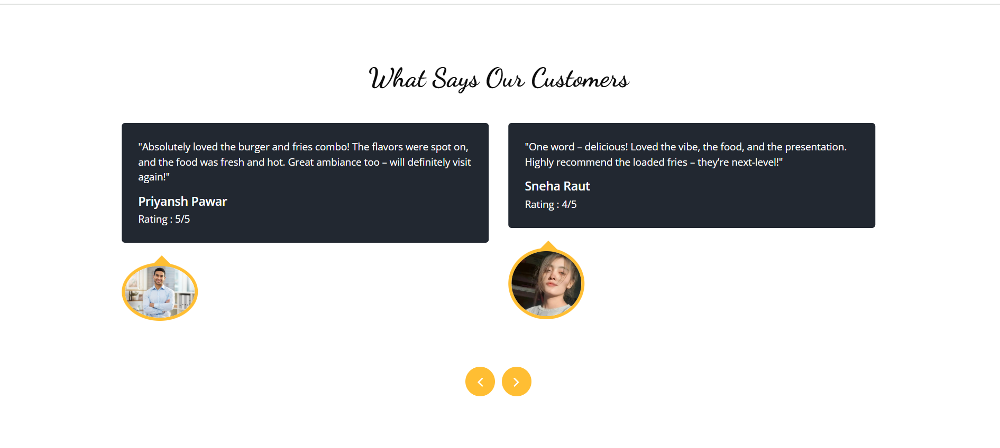 What Says Our Customers
"Absolutely loved the burger and fries combo! The flavors were spot on,
and the food was fresh and hot. Great ambiance too – will definitely visit
again!"
Priyansh Pawar
Rating : 5/5
"One word – delicious! Loved the vibe, the food, and the presentation.
Highly recommend the loaded fries – they’re next-level!"
Sneha Raut
Rating : 4/5